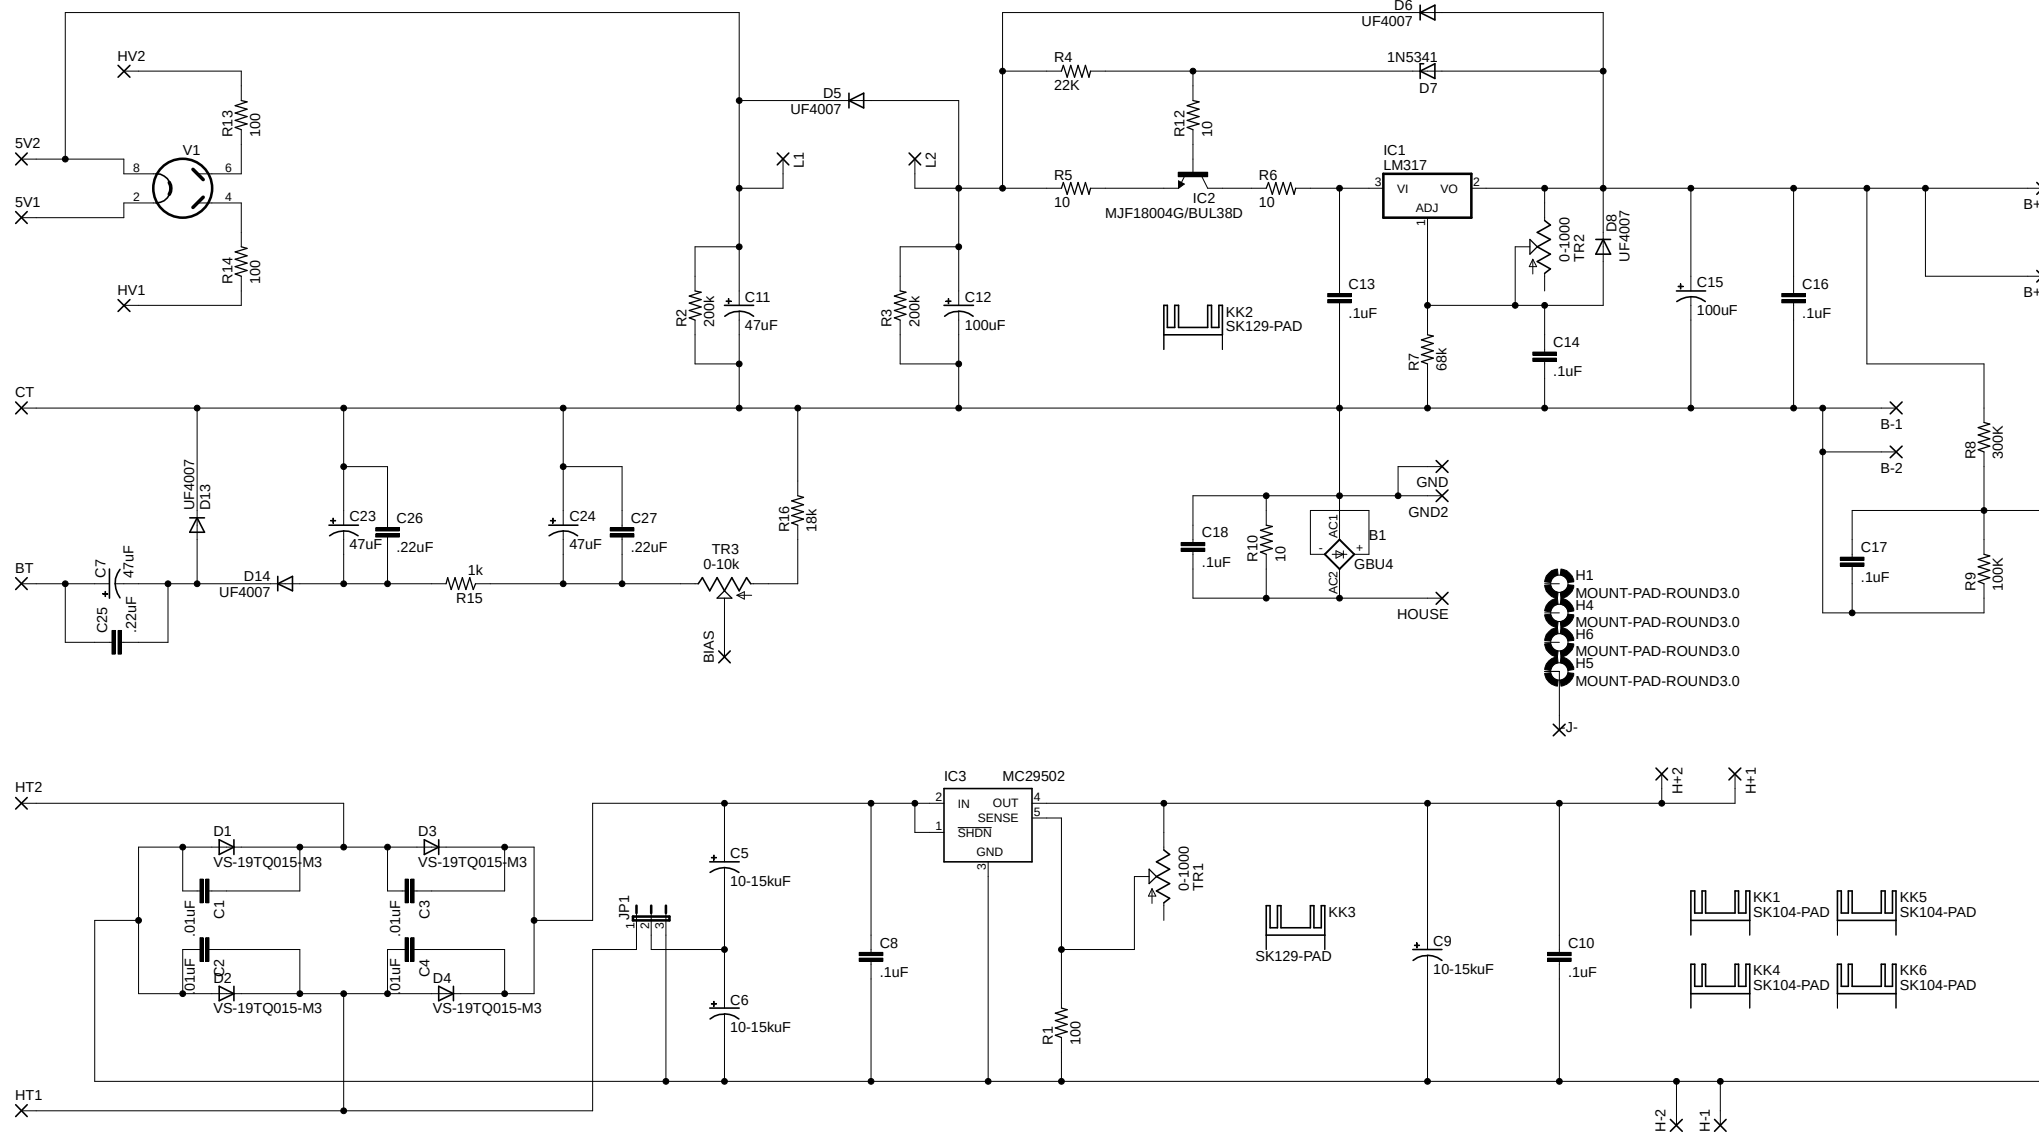 D6
UF4007
HV2
R4
22K
1N5341
D7
D5
UF4007
R13
100
R12
10
5V2
V1
8
6
L1
L2
IC1
LM317
R5
10
IC2
MJF18004G/BUL38D
R6
10
3
VI
VO
2
ADJ
1
5V1
2
4
B+
0-1000
TR2
D8
UF4007
R14
100
HV1
R2
200k
+
C11
47uF
R3
200k
+
C12
100uF
KK2
SK129-PAD
C13
.1uF
+
C15
100uF
C16
.1uF
B+
R7
68k
C14
.1uF
CT
B-1
B-2
R8
300K
UF4007
D13
+
C23
47uF
C26
.22uF
+
C24
47uF
C27
.22uF
R16
18k
GND
GND2
C18
.1uF
R10
10
AC1
-
+
AC2
B1
GBU4
HOUSE
BT
C7
47uF
+
C25
.22uF
D14
UF4007
1k
R15
TR3
0-10k
BIAS
C17
.1uF
R9
100K
H1
MOUNT-PAD-ROUND3.0
H4
MOUNT-PAD-ROUND3.0
H6
MOUNT-PAD-ROUND3.0
H5
MOUNT-PAD-ROUND3.0
J-
HT2
IC3
MC29502
2
IN
OUT
4
SENSE
5
1
SHDN
GND
3
H+2
H+1
D1
VS-19TQ015-M3
D3
VS-19TQ015-M3
.01uF
C1
.01uF
C3
+
C5
10-15kuF
0-1000
TR1
JP1
1
2
3
KK3
SK129-PAD
KK1
SK104-PAD
KK5
SK104-PAD
.01uF
C2
.01uF
C4
D2
VS-19TQ015-M3
D4
VS-19TQ015-M3
C8
.1uF
+
C9
10-15kuF
C10
.1uF
KK4
SK104-PAD
KK6
SK104-PAD
+
C6
10-15kuF
R1
100
HT1
H-2
H-1